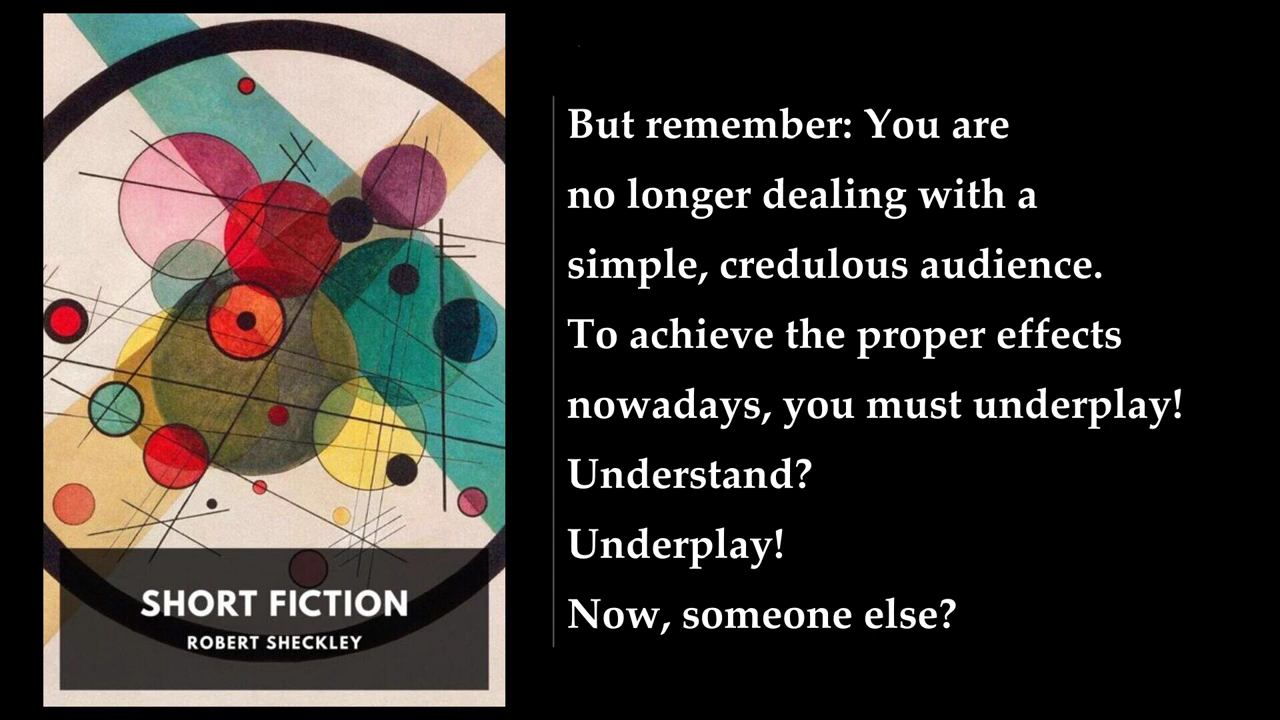 SHORT FICTION
ROBERT SHECKLEY
But remember: You are
no longer dealing with a
simple, credulous audience.
To achieve the proper effects
nowadays, you must underplay!
Understand?
Underplay!
Now, someone else?